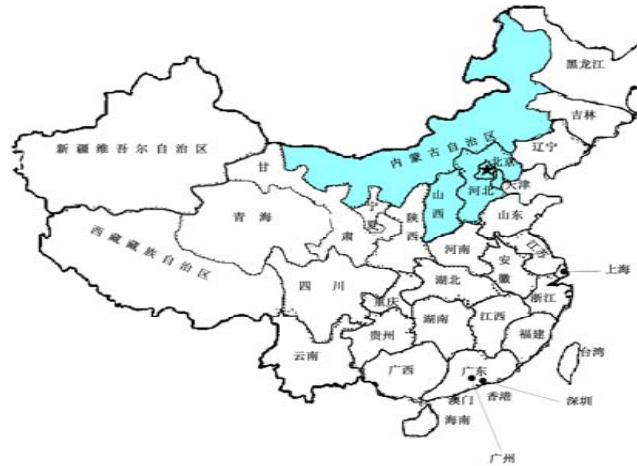 黑龙江
吉林
辽宁
内蒙古自治区
新疆维吾尔自治区
甘
肃
北京
天津
河北
山西
宁夏
陕西
青海
山东
西藏藏族自治区
河南
江苏
安徽
上海
四川
湖北
重庆
浙江
湖南
江西
贵州
福建
云南
台湾
广西
广东
澳门
香港
深圳
海南
广州